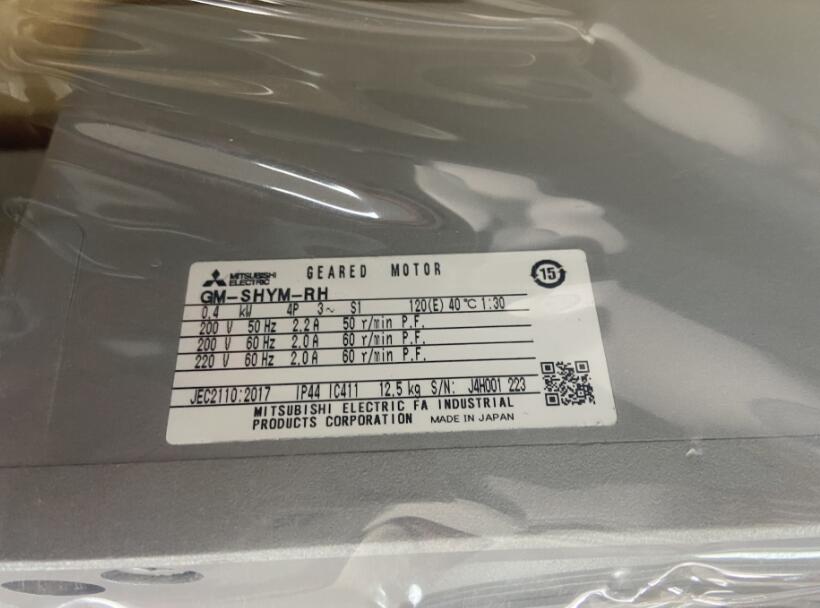 MITSUBISHI ELECTRIC GEARED MOTOR 15
GM-SHYM-RH
0.4 kW 4P 3~ S1 120(E) 40℃ 1:30
200 V 50 Hz 2.2 A 50 r/min P.F.
200 V 60 Hz 2.0 A 60 r/min P.F.
220 V 60 Hz 2.0 A 60 r/min P.F.
JEC2110:2017 IP44 IC411 12.5 kg S/N: J4H001 223
MITSUBISHI ELECTRIC FA INDUSTRIAL
PRODUCTS CORPORATION MADE IN JAPAN